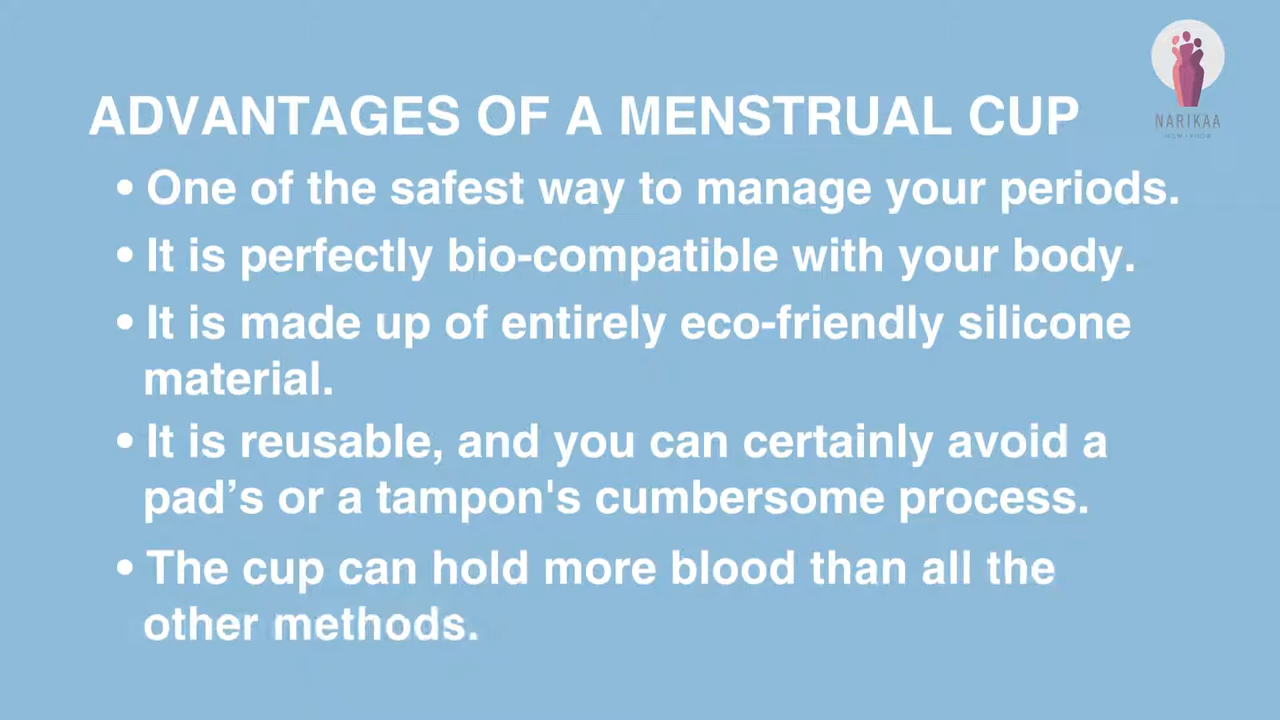 NARIKAA
ADVANTAGES OF A MENSTRUAL CUP
• One of the safest way to manage your periods.
• It is perfectly bio-compatible with your body.
• It is made up of entirely eco-friendly silicone
material.
• It is reusable, and you can certainly avoid a
pad’s or a tampon's cumbersome process.
• The cup can hold more blood than all the
other methods.